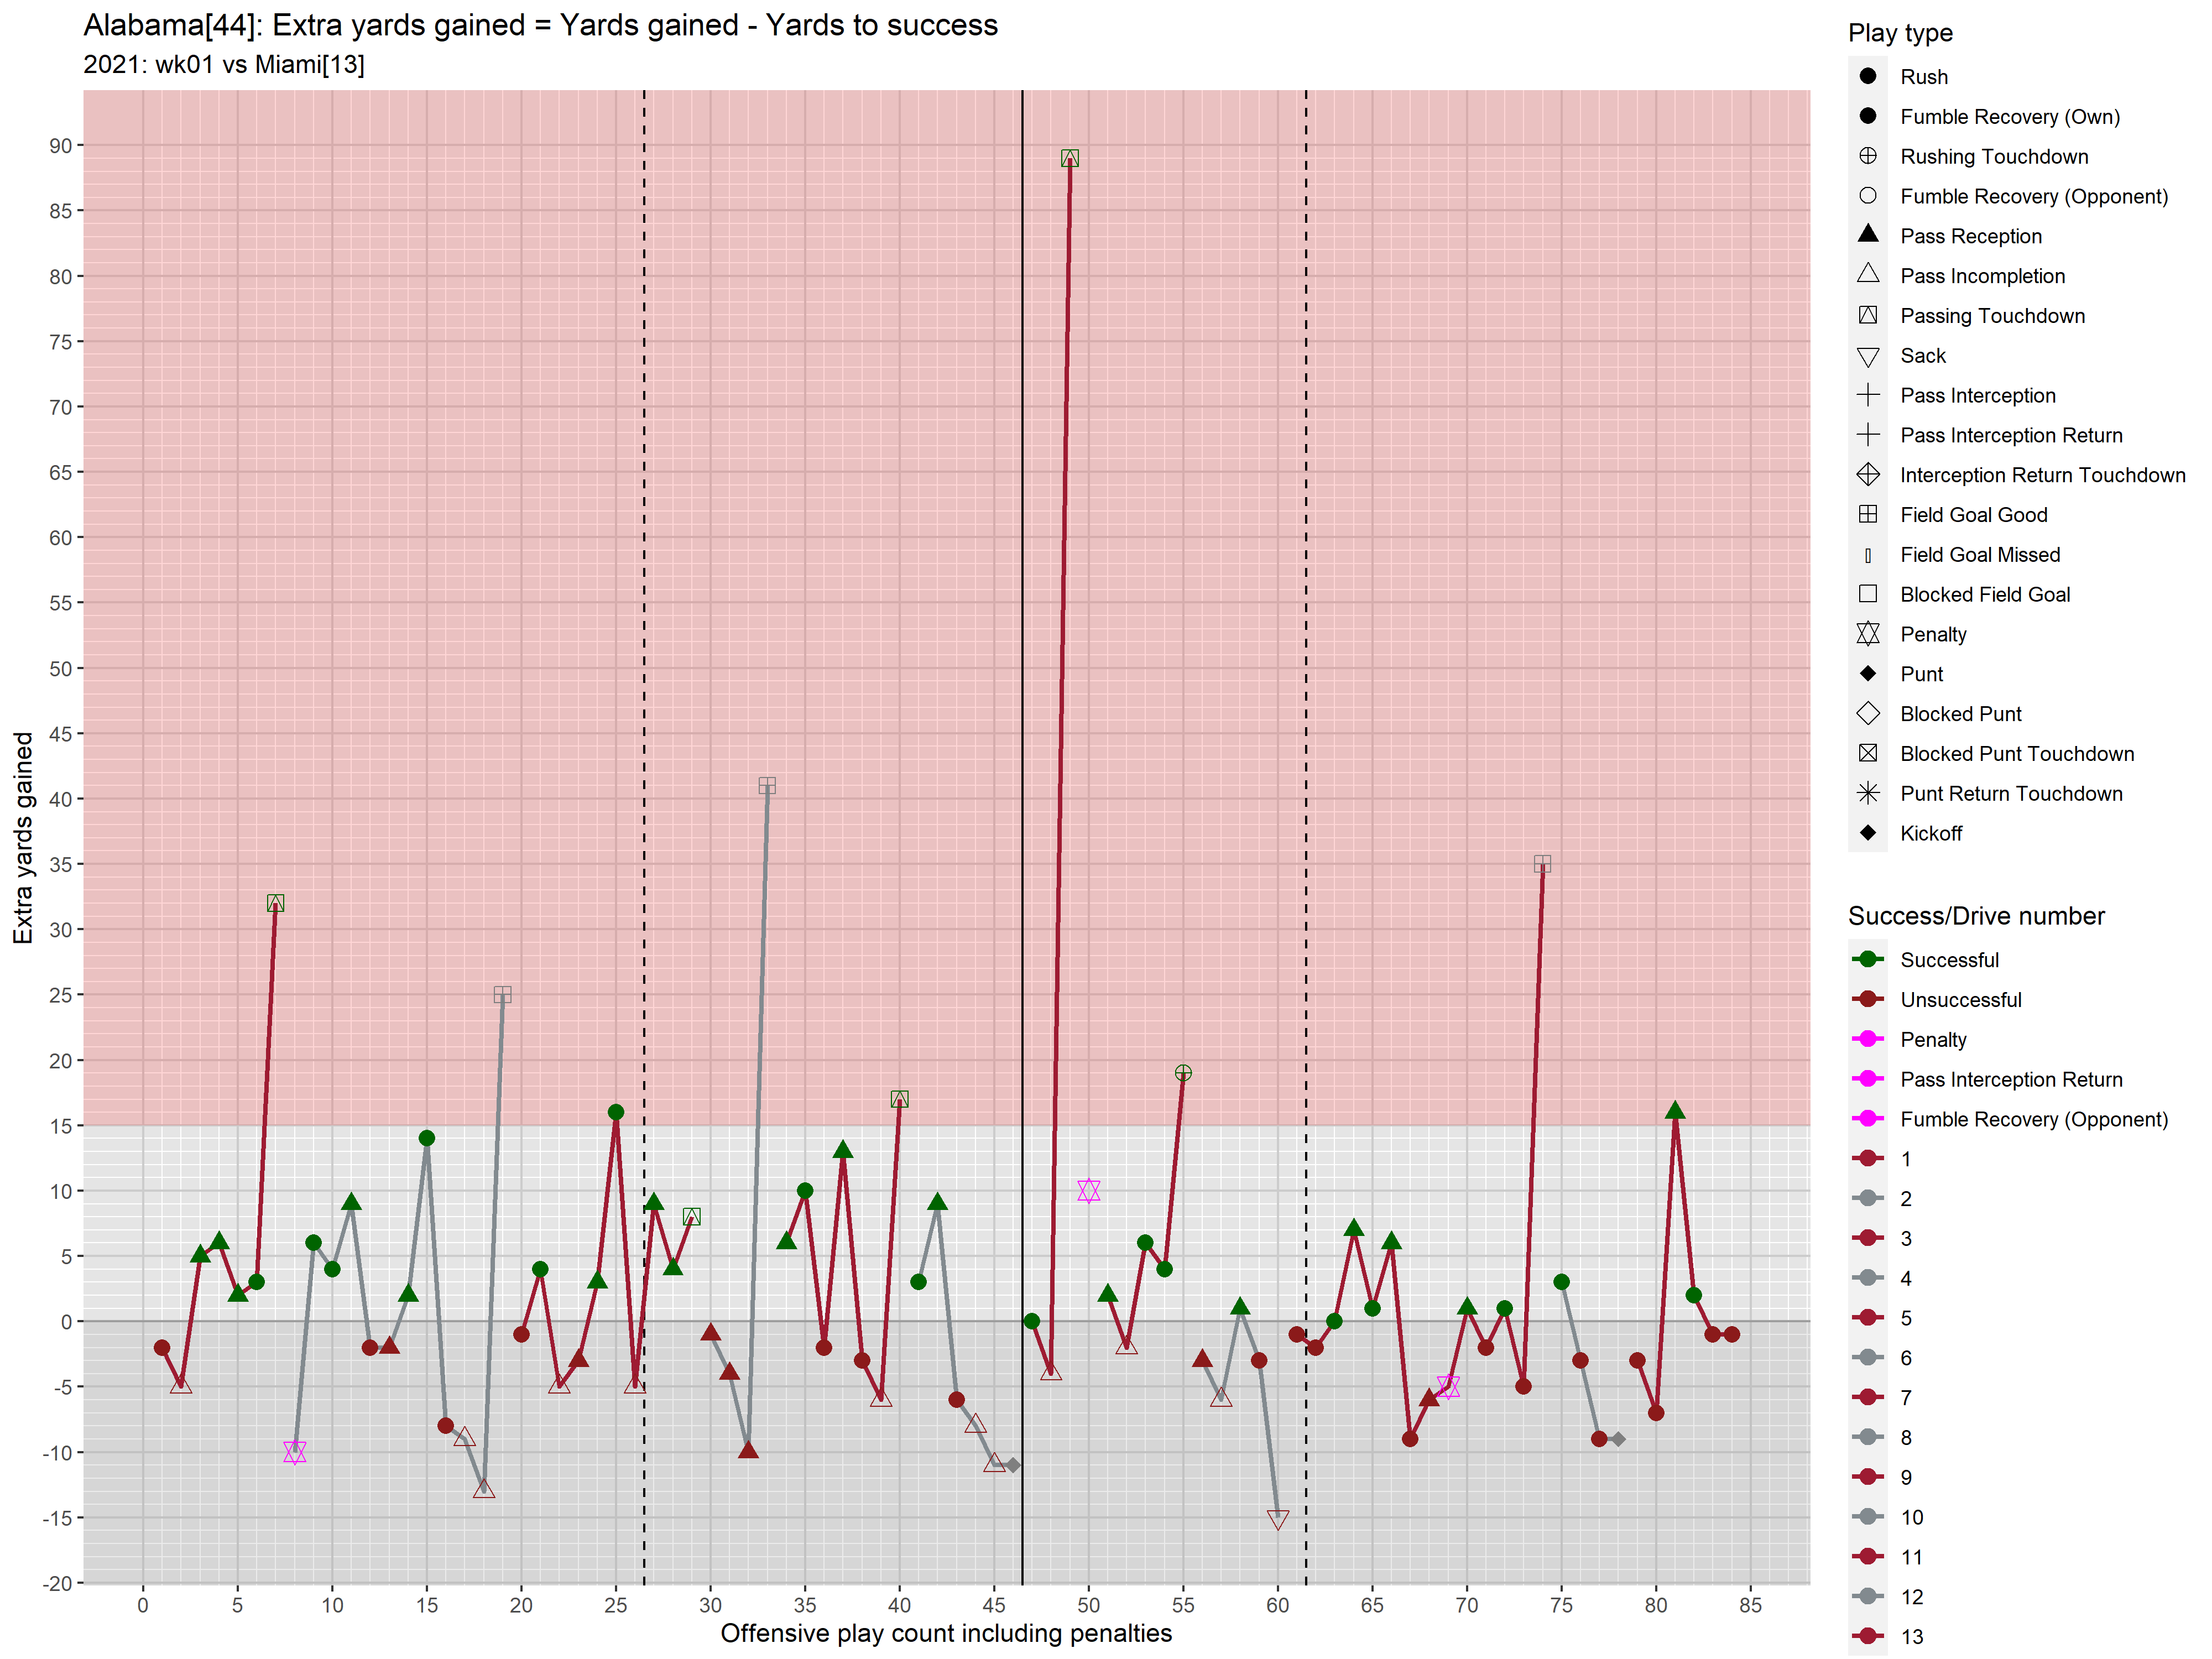 Alabama[44]: Extra yards gained = Yards gained - Yards to success
2021: wk01 vs Miami[13]
Extra yards gained
90
85
80
75
70
65
60
55
50
45
40
35
30
25
20
15
10
5
0
-5
-10
-15
-20
0 5 10 15 20 25 30 35 40 45 50 55 60 65 70 75 80 85
Offensive play count including penalties
Play type
Rush
Fumble Recovery (Own)
Rushing Touchdown
Fumble Recovery (Opponent)
Pass Reception
Pass Incompletion
Passing Touchdown
Sack
Pass Interception
Pass Interception Return
Interception Return Touchdown
Field Goal Good
Field Goal Missed
Blocked Field Goal
Penalty
Punt
Blocked Punt
Blocked Punt Touchdown
Punt Return Touchdown
Kickoff
Success/Drive number
Successful
Unsuccessful
Penalty
Pass Interception Return
Fumble Recovery (Opponent)
1
2
3
4
5
6
7
8
9
10
11
12
13